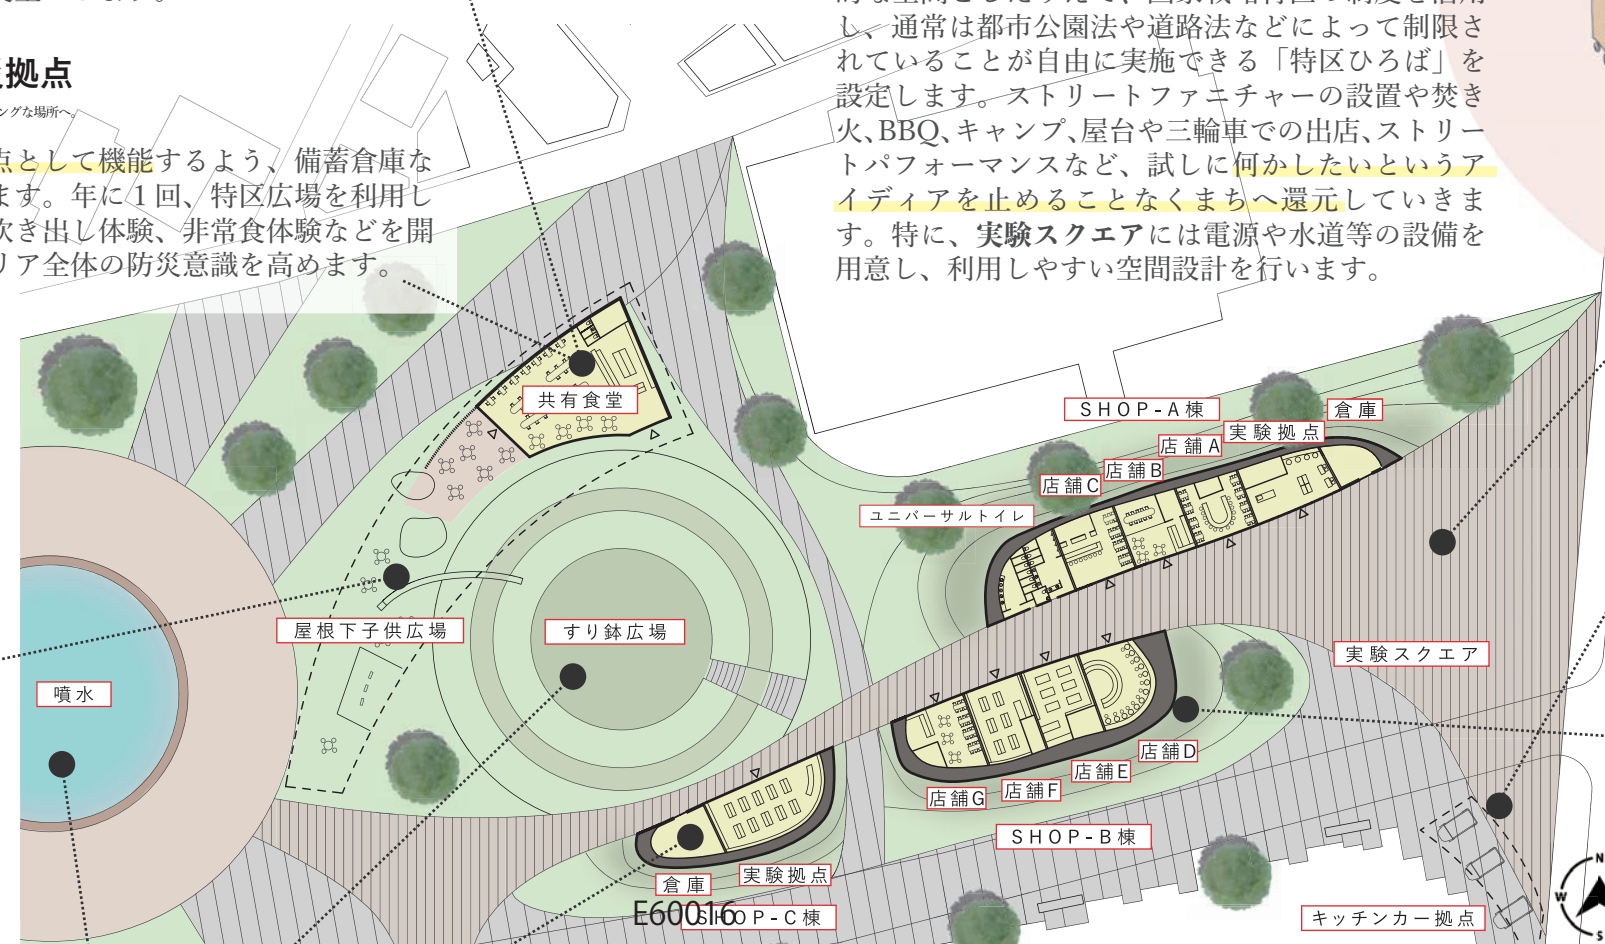 拠点
ングな場所へ。
点として機能するよう、備蓄倉庫な
ます。年に１回、特区広場を利用し
炊き出し体験、非常食体験などを開
リア全体の防災意識を高めます。
し、通常は都市公園法や道路法などによって制限さ
れていることが自由に実施できる「特区ひろば」を
設定します。ストリートファニチャーの設置や焚き
火、BBQ、キャンプ、屋台や三輪車での出店、ストリー
トパフォーマンスなど、試しに何かしたいというア
イディアを止めることなくまちへ還元していきま
す。特に、実験スクエアには電源や水道等の設備を
用意し、利用しやすい空間設計を行います。
共有食堂
SHOP-A棟
倉庫
実験拠点
店舗A
店舗B
店舗C
ユニバーサルトイレ
屋根下子供広場
すり鉢広場
実験スクエア
噴水
店舗D
店舗E
店舗F
店舗G
SHOP-B棟
実験拠点
倉庫
SHOP-C棟
E60016
キッチンカー拠点
N
W
S